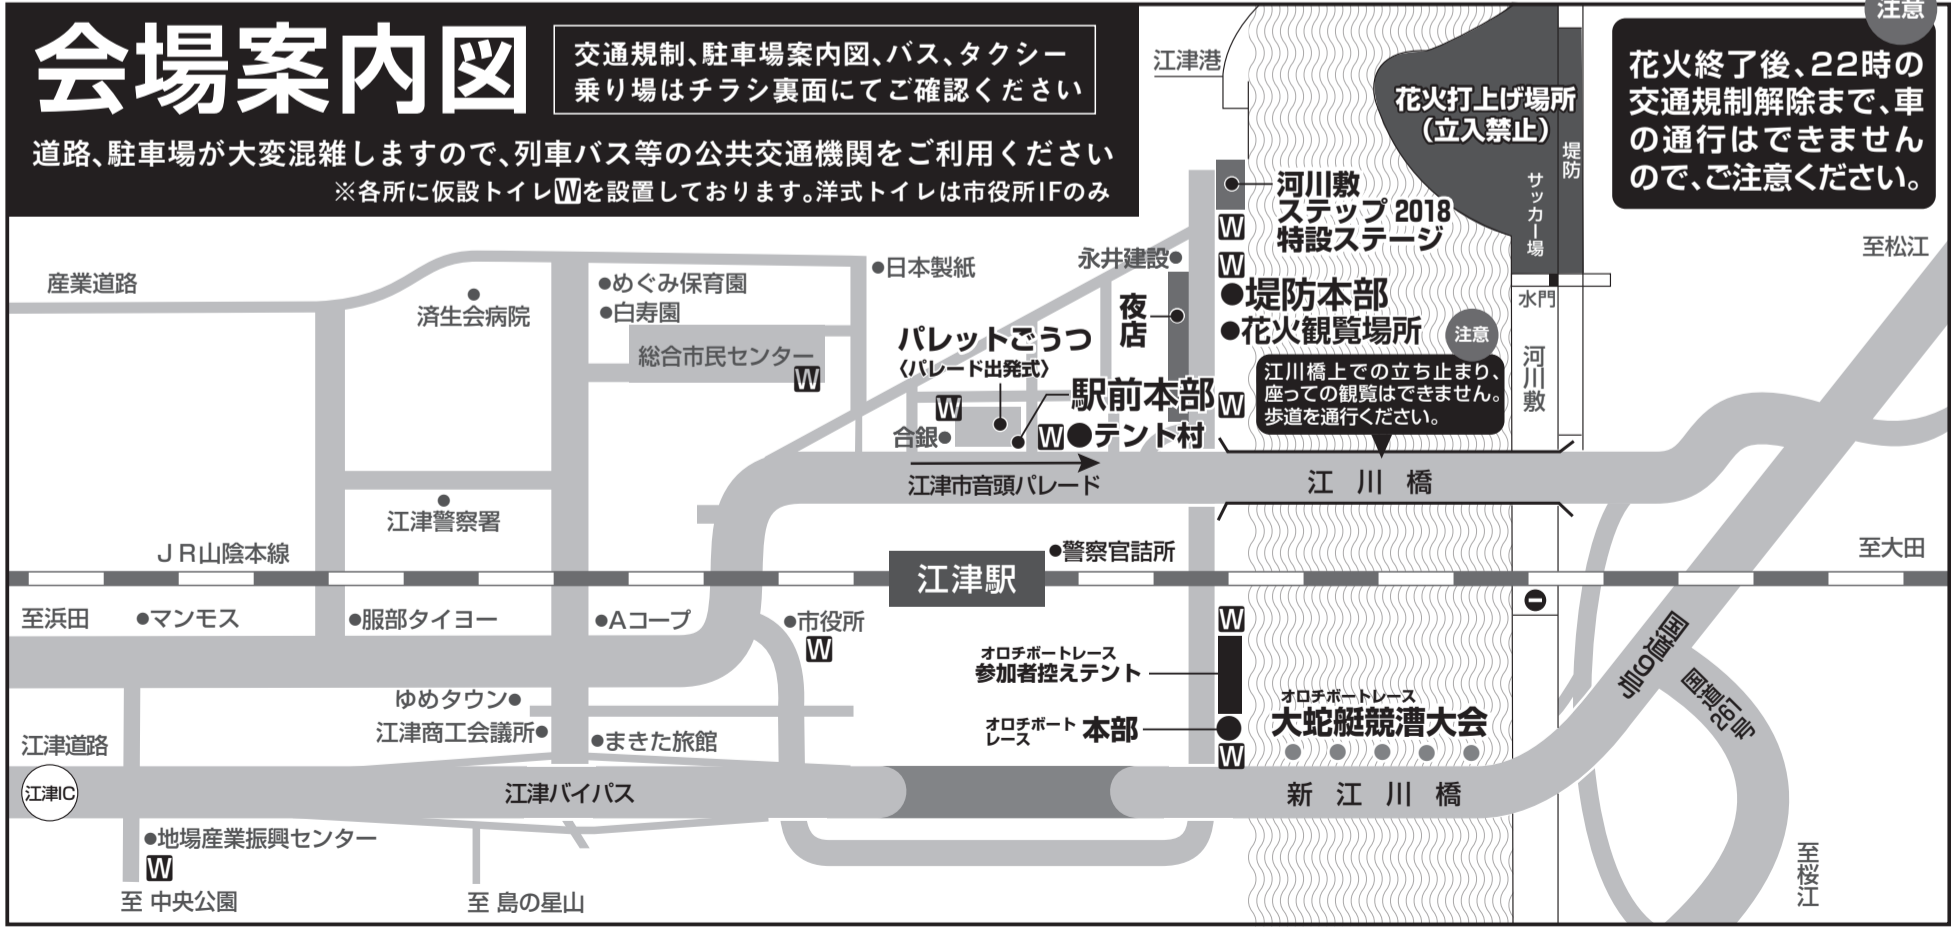 会場案内図
交通規制、駐車場案内図、バス、タクシー
乗り場はチラシ裏面にてご確認ください
道路、駐車場が大変混雑しますので、列車バス等の公共交通機関をご利用ください
※各所に仮設トイレWを設置しております。洋式トイレは市役所1Fのみ
注意
花火終了後、22時の
交通規制解除まで、車
の通行はできません
ので、ご注意ください。
江津港
花火打上げ場所
(立入禁止)
堤防
サッカー場
河川敷
ステップ 2018
特設ステージ
W
W
永井建設
至松江
産業道路
済生会病院
めぐみ保育園
白寿園
日本製紙
総合市民センター
W
夜店
堤防本部
花火観覧場所
水門
河川敷
注意
江川橋上での立ち止まり、
座っての観覧はできません。
歩道を通行ください。
パレットごうつ
〈パレード出発式〉
駅前本部
W
W
合銀
W
テント村
江津市音頭パレード
江川橋
江津警察署
JR山陰本線
江津駅
警察官詰所
至大田
至浜田
マンモス
服部タイヨー
Aコープ
市役所
W
W
オロチボートレース
参加者控えテント
オロチボート
レース
本部
W
オロチボートレース
大蛇艇競漕大会
国道9号
国道261号
ゆめタウン
江津商工会議所
まきた旅館
江津道路
江津IC
江津バイパス
新江川橋
地場産業振興センター
W
至 中央公園
至 島の星山
至桜江